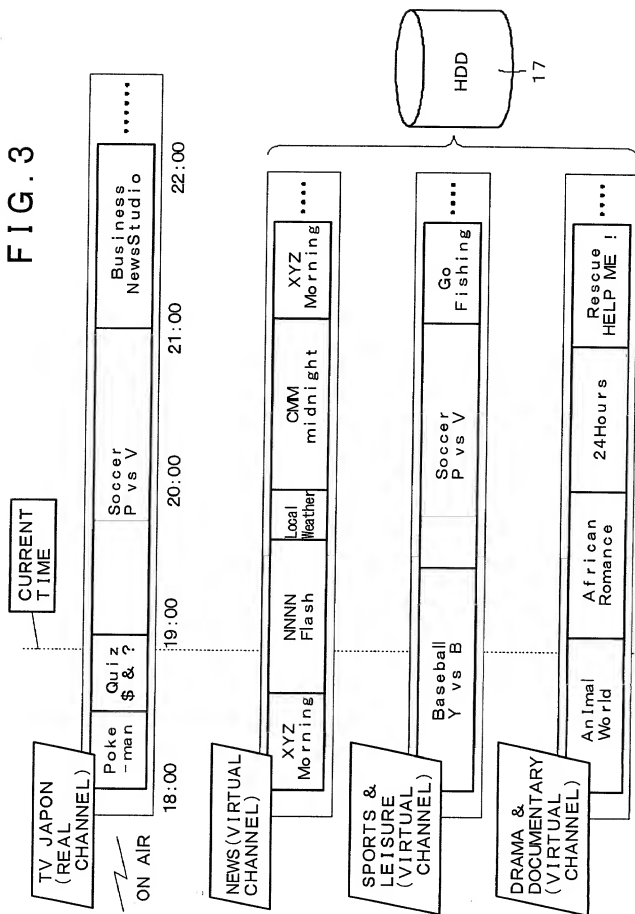 FIG.3
CURRENT
TIME
TV JAPON
(REAL
CHANNEL)
ON AIR
Poke
-man
Quiz
$ & ?
Soccer
P vs V
Business
NewsStudio
......
18:00
19:00
20:00
21:00
22:00
NEWS(VIRTUAL
CHANNEL)
XYZ
Morning
NNNN
Flash
Local
Weather
CMM
midnight
XYZ
Morning
....
SPORTS &
LEISURE
(VIRTUAL
CHANNEL)
Baseball
Y vs B
Soccer
P vs V
Go
Fishing
....
DRAMA &
DOCUMENTARY
(VIRTUAL
CHANNEL)
Animal
World
African
Romance
24Hours
Rescue
HELP ME !
....
HDD
17